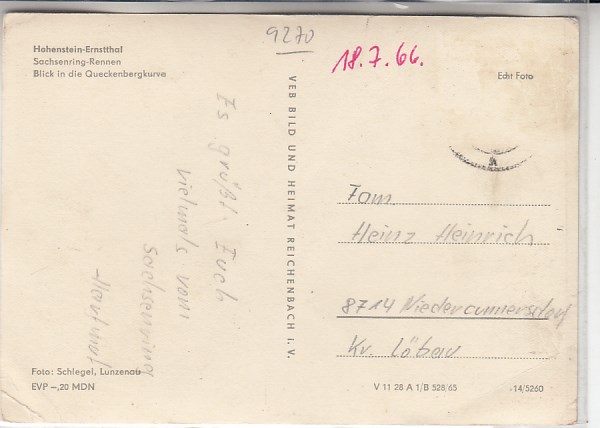 9270
18.7.66.
Hohenstein-Ernstthal
Sachsenring-Rennen
Blick in die Queckenbergkurve
Echt Foto
Es grüßt Euch
vielmals vom
Sachsenring
VEB BILD UND HEIMAT REICHENBACH i. V.
Fam
Heinz Heinrich
8714 Niedercunnersdorf
Kr. Löbau
Foto: Schlegel, Lunzenau
EVP –,20 MDN
V 11 28 A 1/B 528/65
-14/5260